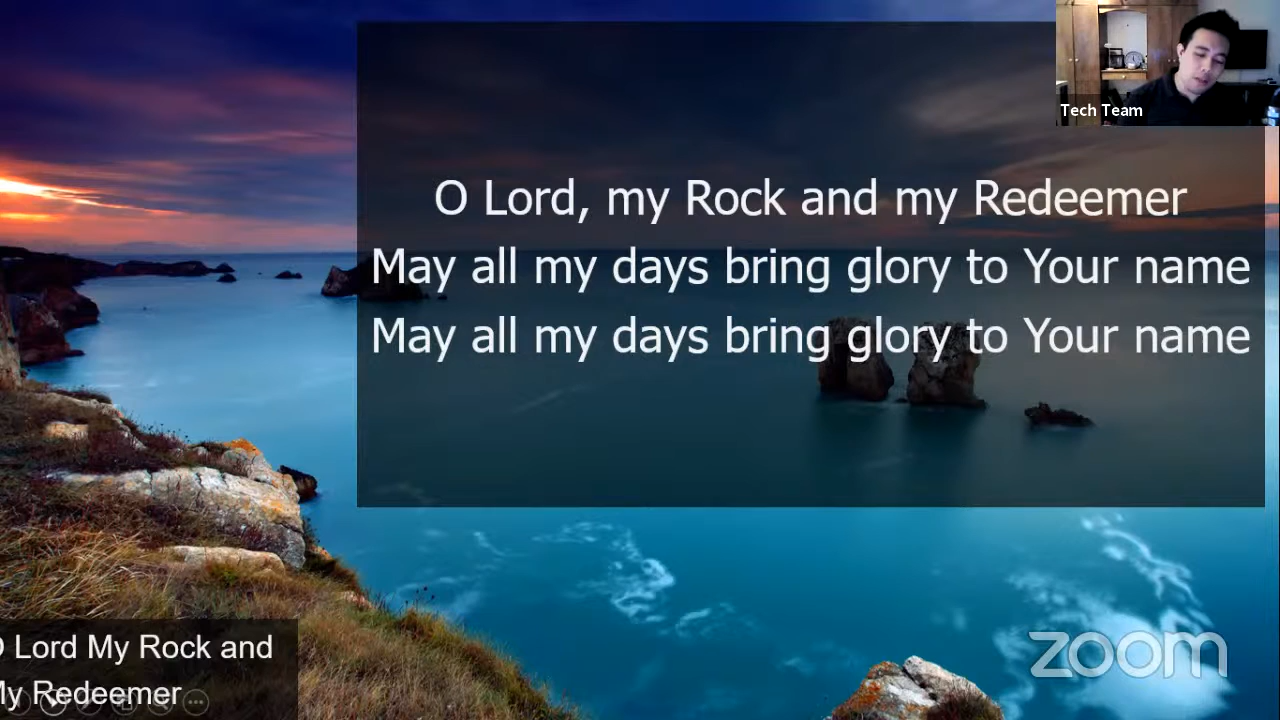 Tech Team
O Lord, my Rock and my Redeemer
May all my days bring glory to Your name
May all my days bring glory to Your name
O Lord My Rock and
My Redeemer
zoom